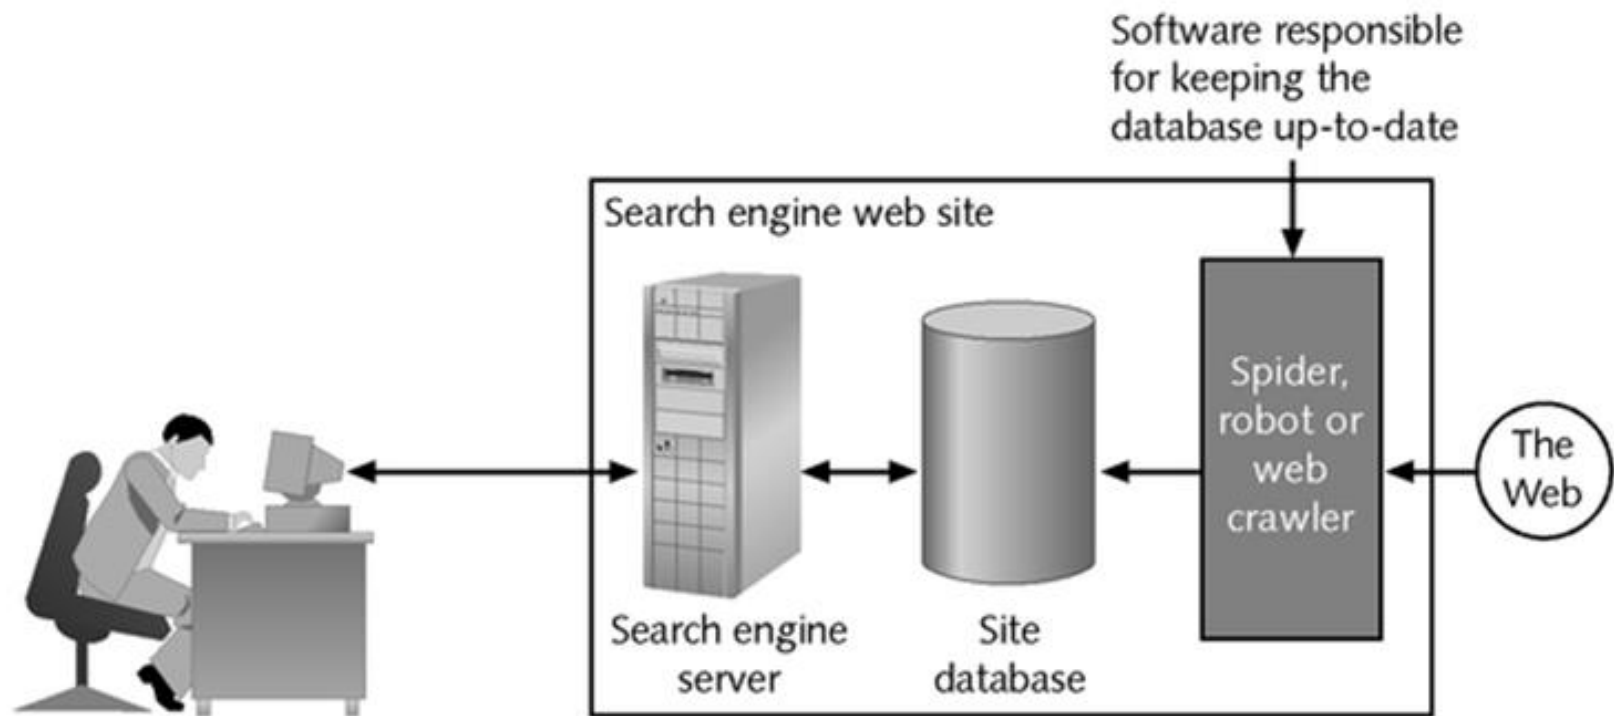 Software responsible
for keeping the
database up-to-date
Search engine web site
Spider,
robot or
web
crawler
The
Web
Search engine
server
Site
database